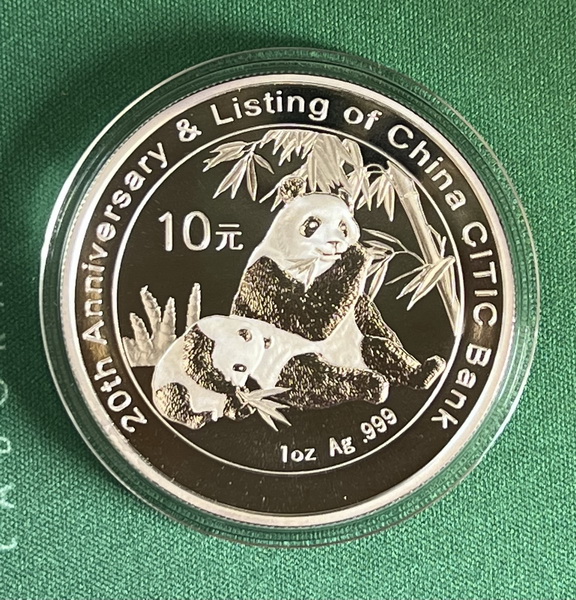 20th Anniversary & Listing of China CITIC Bank
10元
1oz Ag .999